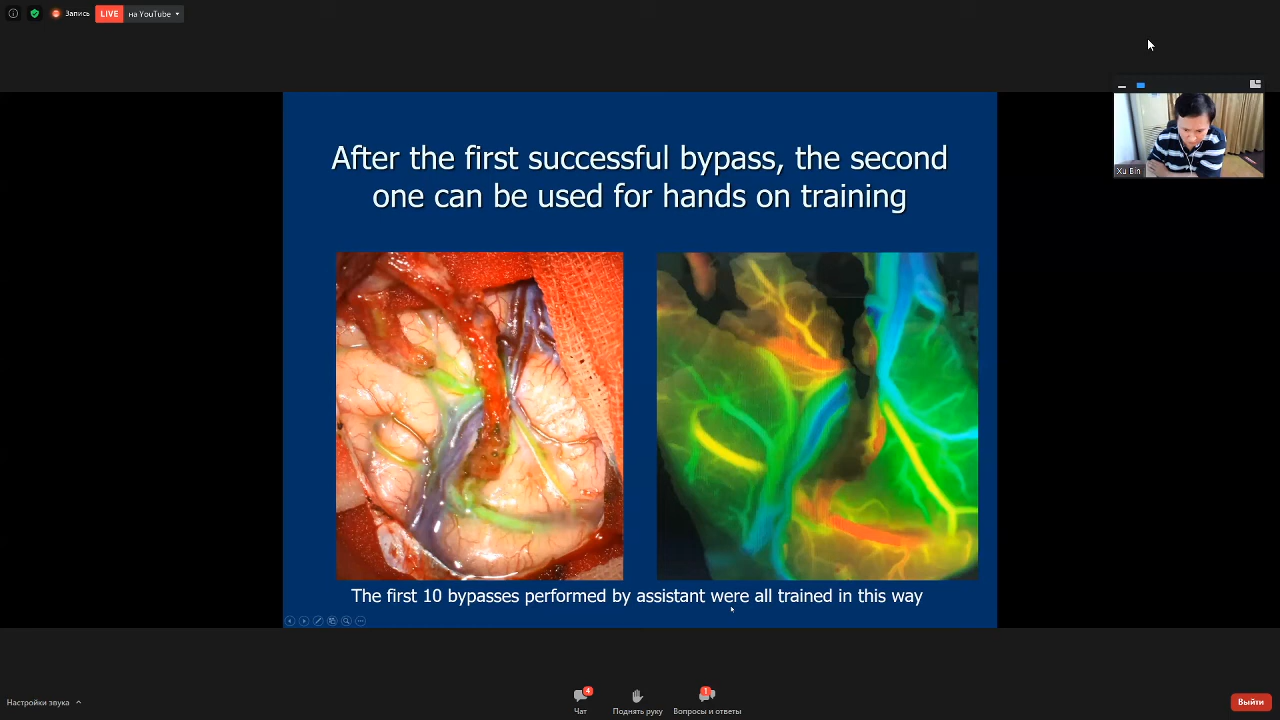 Запись
LIVE
на YouTube
Xu Bin
After the first successful bypass, the second
one can be used for hands on training
The first 10 bypasses performed by assistant were all trained in this way
4
1
Настройки звука
Чат
Поднять руку
Вопросы и ответы
Выйти